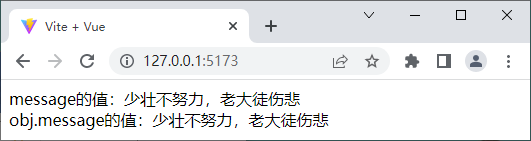 Vite + Vue
127.0.0.1:5173
message的值：少壮不努力，老大徒伤悲
obj.message的值：少壮不努力，老大徒伤悲